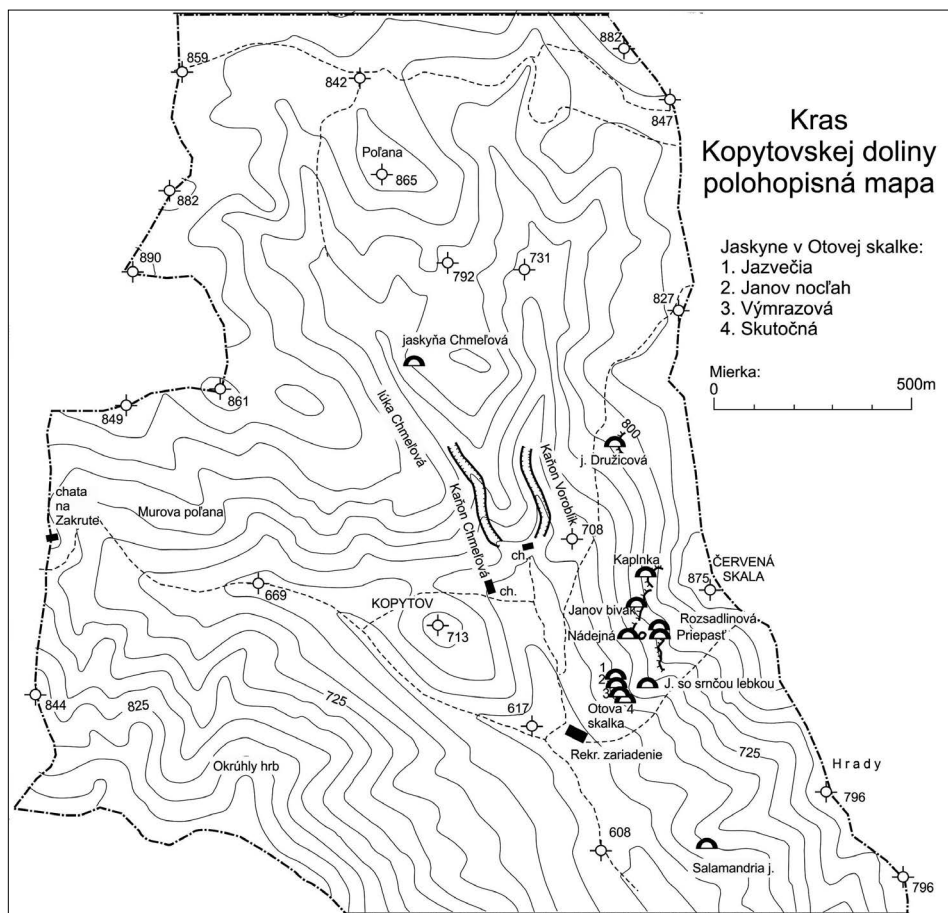 Kras
Kopytovskej doliny
polohopisná mapa
Jaskyne v Otovej skalke:
1. Jazvečia
2. Janov nocľah
3. Výmrazová
4. Skutočná
Mierka:
0 500m
882
859
842
847
Poľana
865
882
890
792
731
827
jaskyňa Chmeľová
861
849
lúka Chmeľová
800
j. Družicová
Kaňon Voroblík
Kaňon Chmeľová
chata
na
Zakrute
Murova poľana
708
ch.
ch.
Kaplnka
ČERVENÁ
SKALA
875
669
KOPYTOV
713
Janov bivak
Rozsadlinová
Nádejná
Priepasť
1
2
3
J. so srnčou lebkou
Otova 4
skalka
844
825
725
617
Rekr. zariadenie
725
Okrúhly hrb
Hrady
796
608
Salamandria j.
796